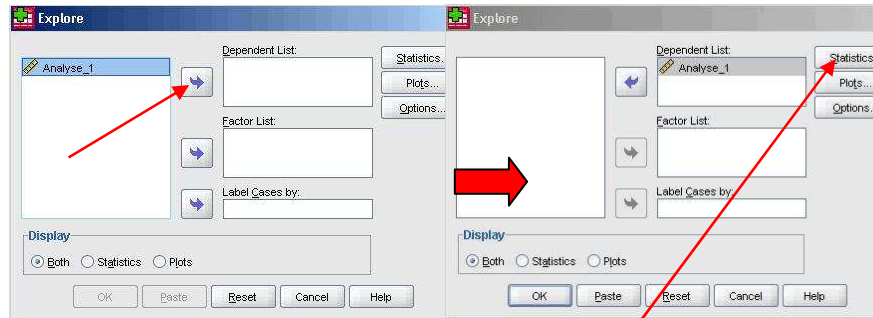 Explore
Dependent List:
Analyse_1
Statistics...
Plots...
Options...
Factor List:
Label Cases by:
Display
Both Statistics Plots
OK Paste Reset Cancel Help
Explore
Dependent List:
Analyse_1
Statistics
Plots...
Options.
Factor List:
Label Cases by:
Display
Both Statistics Plots
OK Paste Reset Cancel Help